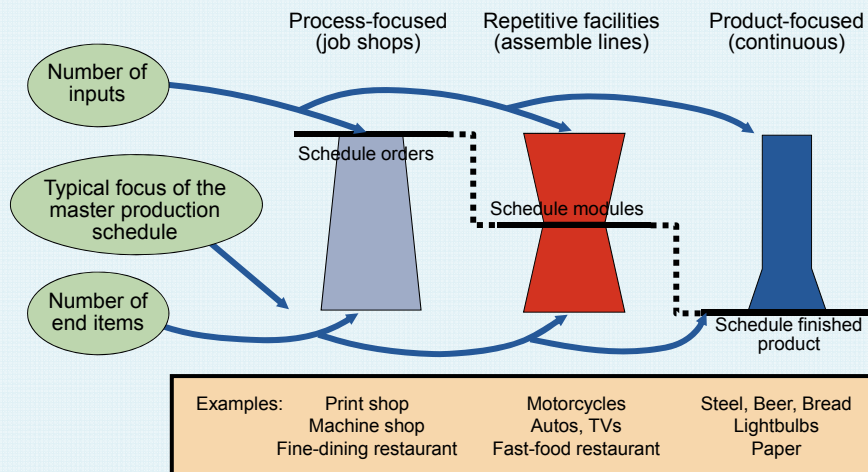 Process-focused
(job shops)
Repetitive facilities
(assemble lines)
Product-focused
(continuous)
Number of
inputs
Schedule orders
Typical focus of the
master production
schedule
Schedule modules
Number of
end items
Schedule finished
product
Examples:
Print shop
Machine shop
Fine-dining restaurant
Motorcycles
Autos, TVs
Fast-food restaurant
Steel, Beer, Bread
Lightbulbs
Paper